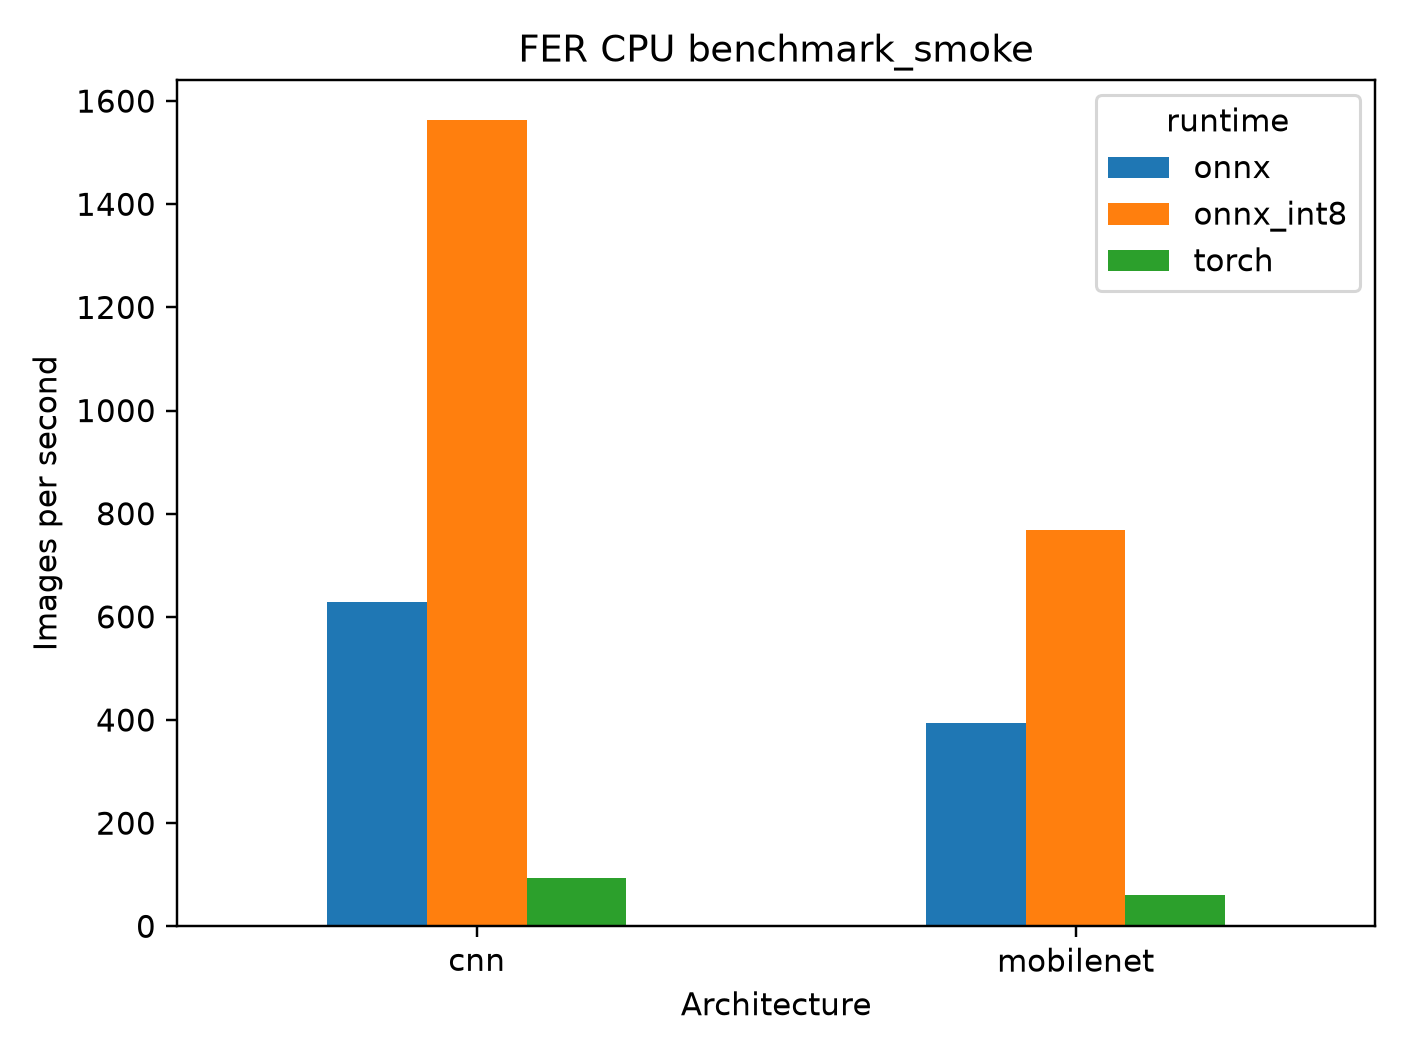 FER CPU benchmark_smoke
1600
1400
1200
1000
800
600
400
200
0
Images per second
runtime
onnx
onnx_int8
torch
cnn
mobilenet
Architecture